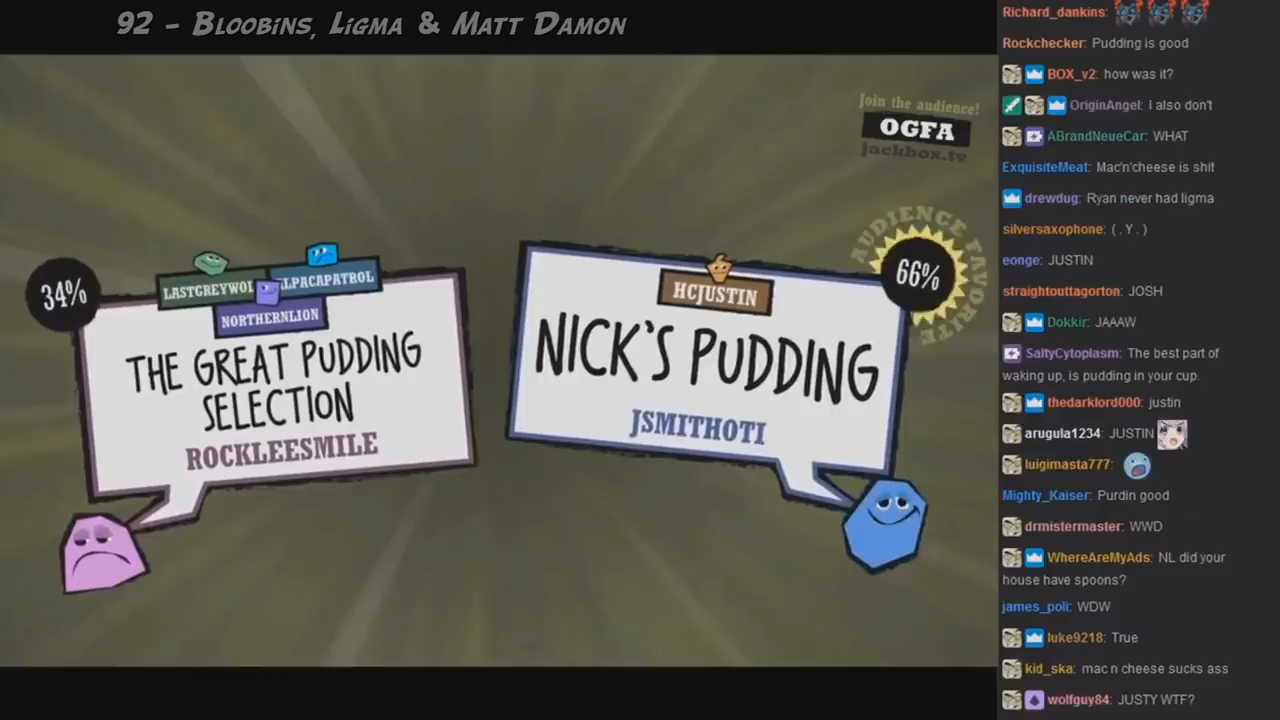 92 - Bloobins, Ligma & Matt Damon
Join the audience!
OGFA
jackbox.tv
AUDIENCE FAVORITE
34%
LASTGREYWOL
LPACAPATROL
NORTHERNLION
THE GREAT PUDDING
SELECTION
ROCKLEESMILE
66%
HCJUSTIN
NICK'S PUDDING
JSMITHOTI
Richard_dankins:
Rockchecker: Pudding is good
BOX_v2: how was it?
OriginAngel: I also don't
ABrandNeueCar: WHAT
ExquisiteMeat: Mac'n'cheese is shit
drewdug: Ryan never had ligma
silversaxophone: ( . Y . )
eonge: JUSTIN
straightouttagorton: JOSH
Dokkir: JAAAW
SaltyCytoplasm: The best part of
waking up, is pudding in your cup.
thedarklord000: justin
arugula1234: JUSTIN
luigimasta777:
Mighty_Kaiser: Purdin good
drmistermaster: WWD
WhereAreMyAds: NL did your
house have spoons?
james_poli: WDW
luke9218: True
kid_ska: mac n cheese sucks ass
wolfguy84: JUSTY WTF?